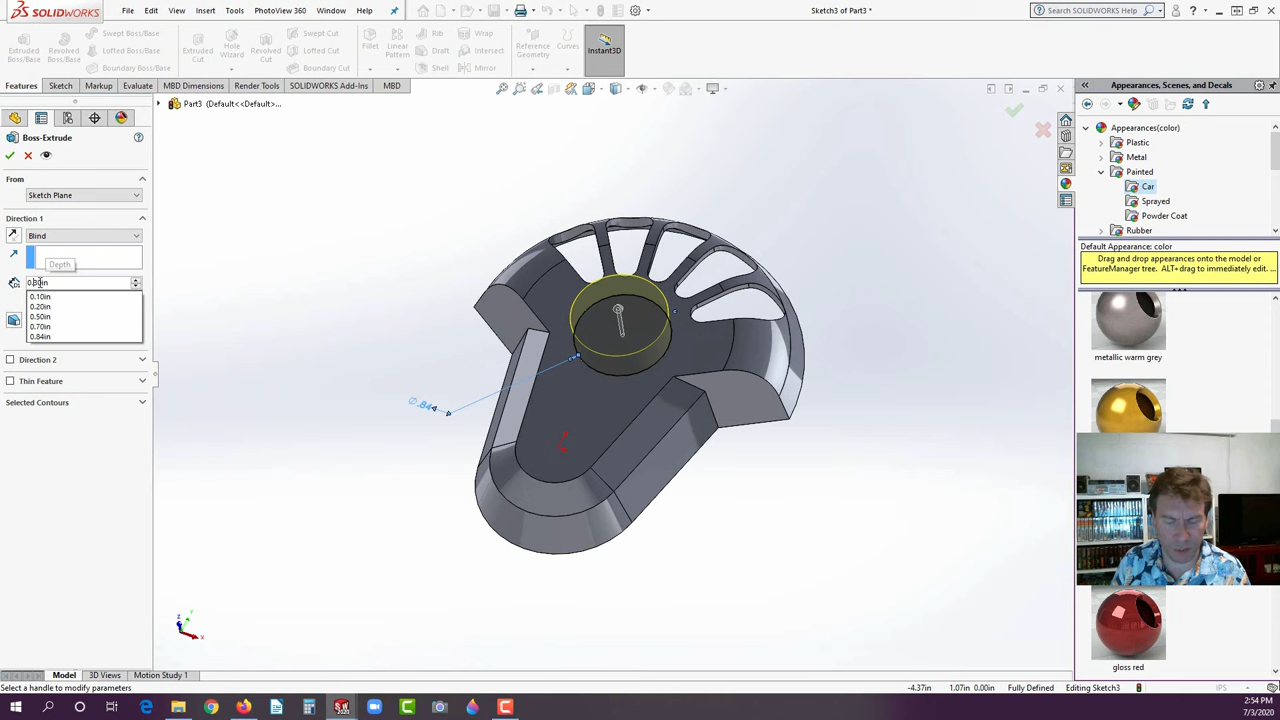 SOLIDWORKS
File Edit View Insert Tools PhotoView 360 Window Help
Sketch3 of Part3 *
Search SOLIDWORKS Help
Extruded Boss/Base
Revolved Boss/Base
Swept Boss/Base
Lofted Boss/Base
Boundary Boss/Base
Extruded Cut
Hole Wizard
Revolved Cut
Swept Cut
Lofted Cut
Boundary Cut
Fillet
Linear Pattern
Rib
Draft
Shell
Wrap
Intersect
Mirror
Reference Geometry
Curves
Instant3D
Features Sketch Markup Evaluate MBD Dimensions Render Tools SOLIDWORKS Add-Ins MBD
Part3 (Default<<Default>...
Boss-Extrude
From
Sketch Plane
Direction 1
Blind
Depth
0.80in
0.10in
0.20in
0.50in
0.70in
0.84in
Direction 2
Thin Feature
Selected Contours
Ø.84
Z
Y
X
Appearances, Scenes, and Decals
Appearances(color)
Plastic
Metal
Painted
Car
Sprayed
Powder Coat
Rubber
Default Appearance: color
Drag and drop appearances onto the model or
FeatureManager tree. ALT+drag to immediately edit. ...
metallic warm grey
gloss red
Model 3D Views Motion Study 1
Select a handle to modify parameters
-4.37in 1.07in 0.00in Fully Defined Editing Sketch3 IPS
2:54 PM
7/3/2020